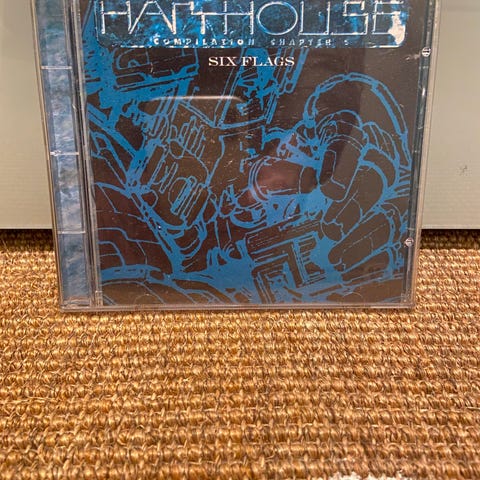 HARTHOUSE
COMPILATION CHAPTER 5
SIX FLAGS